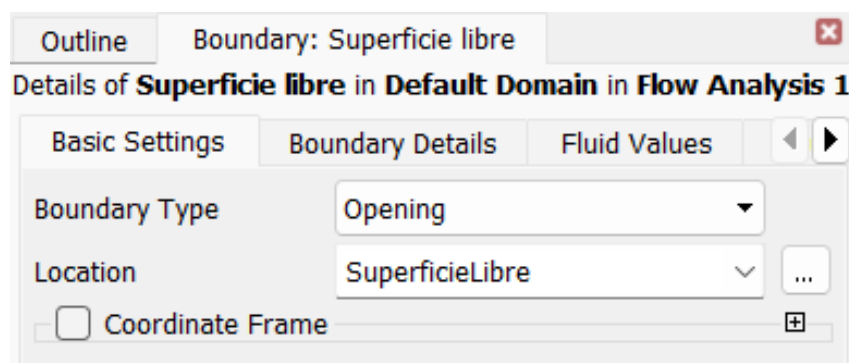 Outline Boundary: Superficie libre
Details of Superficie libre in Default Domain in Flow Analysis 1
Basic Settings Boundary Details Fluid Values
Boundary Type Opening
Location SuperficieLibre ...
Coordinate Frame